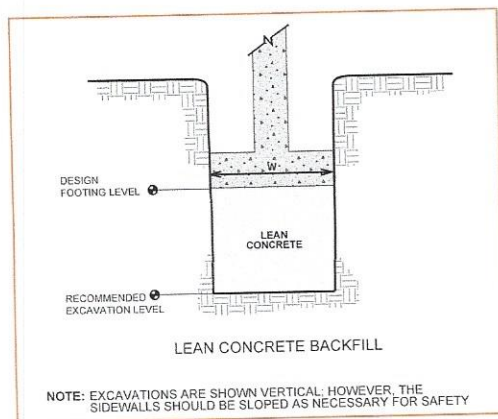 W
DESIGN
FOOTING LEVEL
LEAN
CONCRETE
RECOMMENDED
EXCAVATION LEVEL
LEAN CONCRETE BACKFILL
NOTE: EXCAVATIONS ARE SHOWN VERTICAL; HOWEVER, THE
SIDEWALLS SHOULD BE SLOPED AS NECESSARY FOR SAFETY